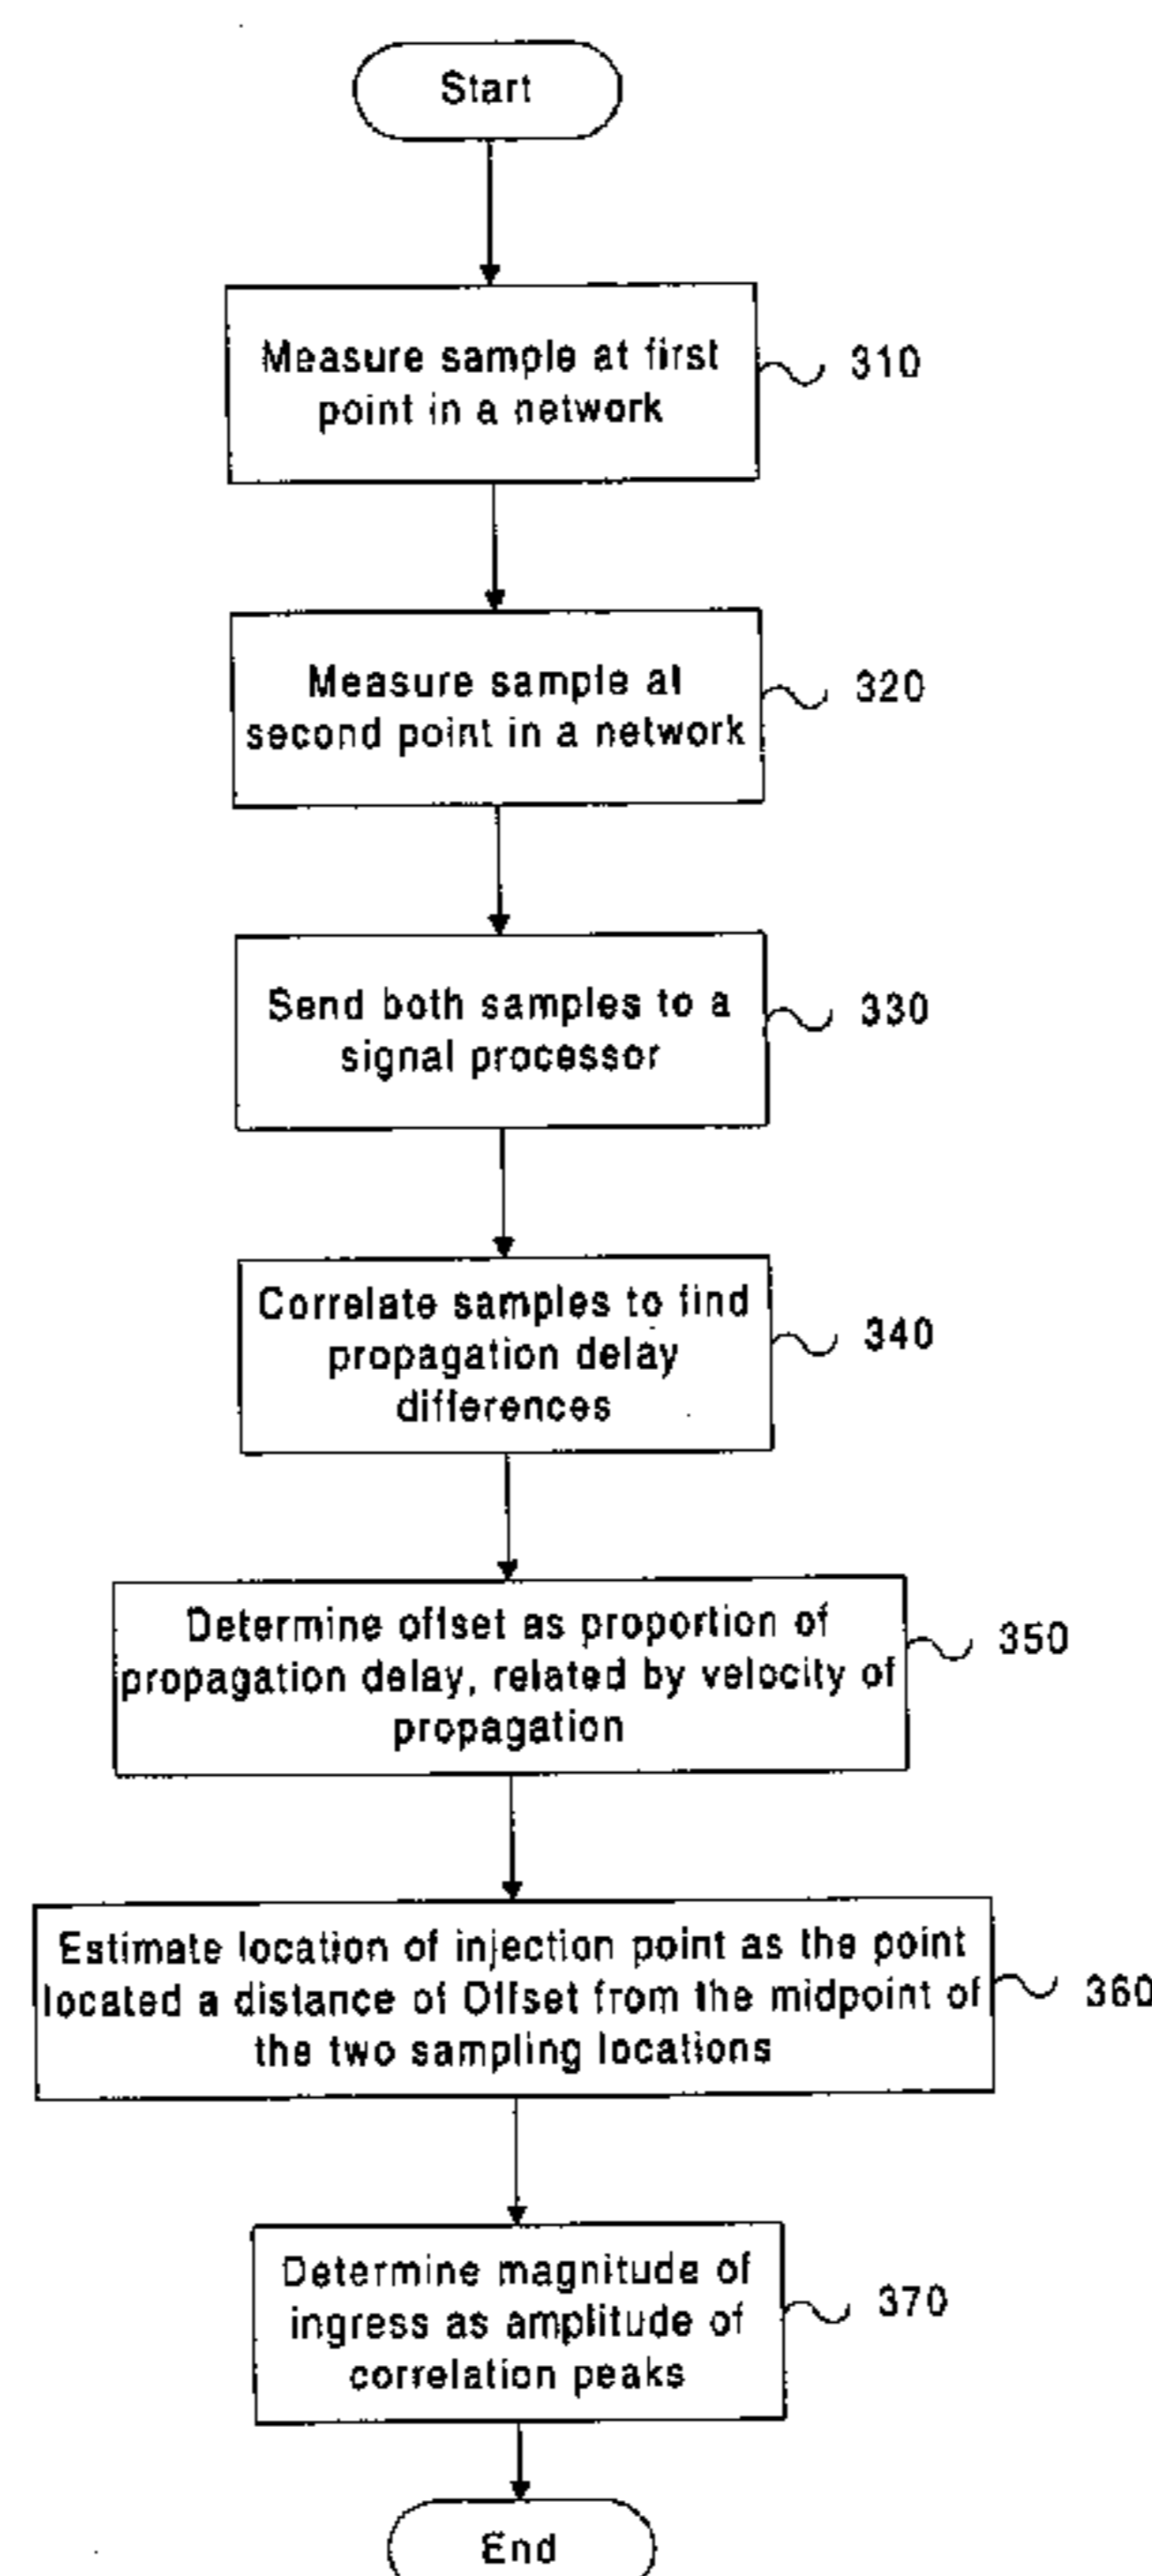 Start
Measure sample at first
point in a network
310
Measure sample at
second point in a network
320
Send both samples to a
signal processor
330
Correlate samples to find
propagation delay
differences
340
Determine offset as proportion of
propagation delay, related by velocity of
propagation
350
Estimate location of injection point as the point
located a distance of Offset from the midpoint of
the two sampling locations
360
Determine magnitude of
ingress as amplitude of
correlation peaks
370
End